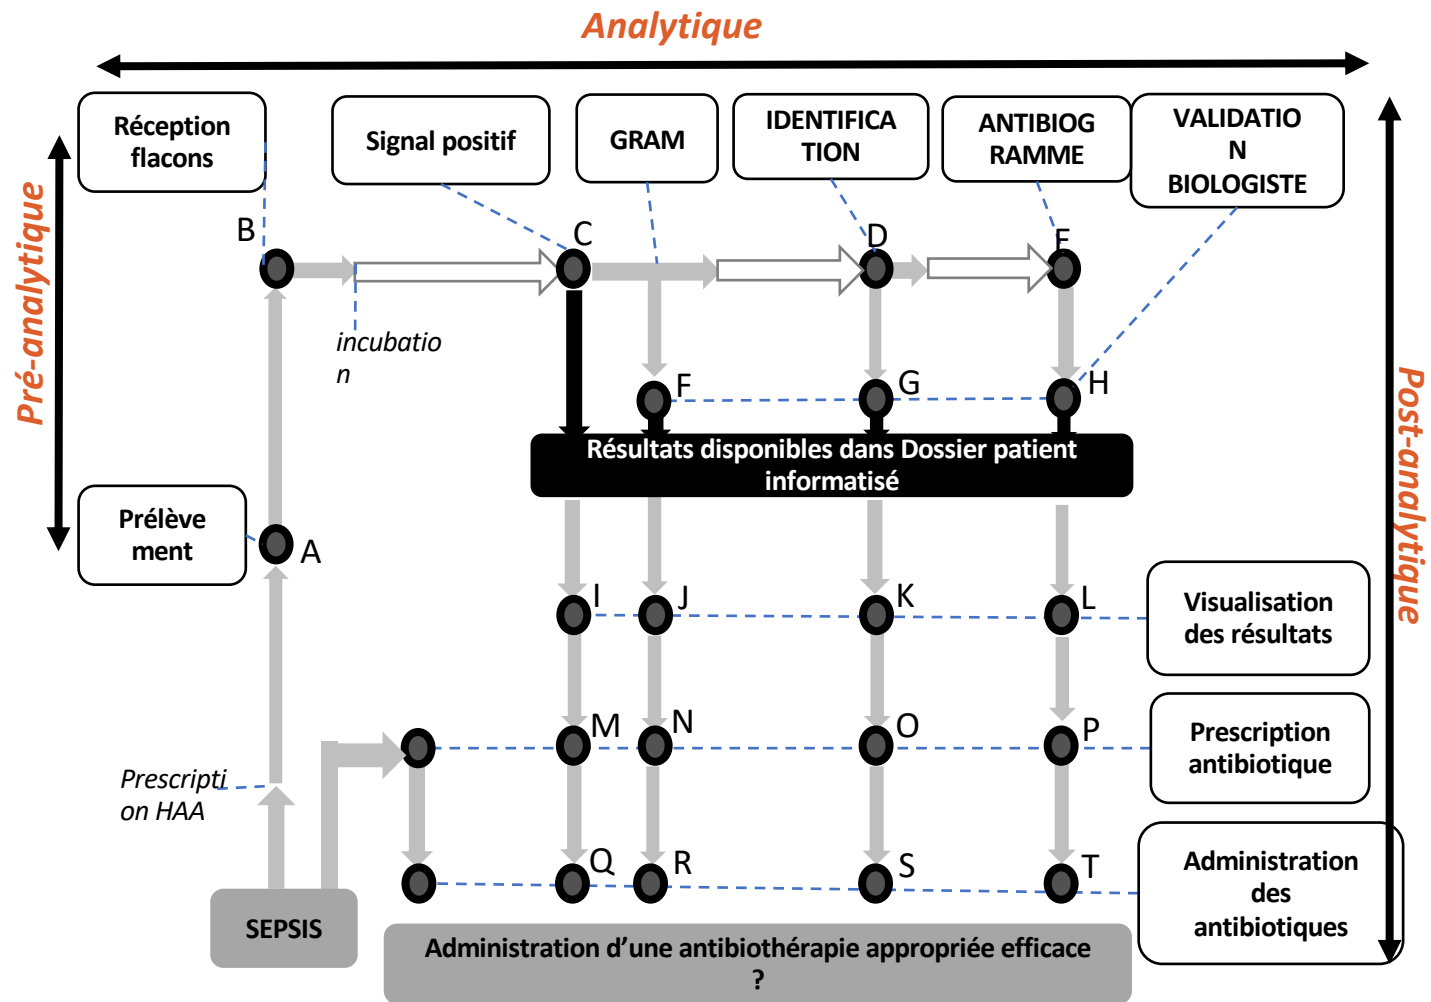 Analytique
Réception
flacons
Signal positif
GRAM
IDENTIFICA
TION
ANTIBIOG
RAMME
VALIDATIO
N
BIOLOGISTE
Pré-analytique
Post-analytique
B
C
D
E
incubatio
n
F
G
H
Résultats disponibles dans Dossier patient
informatisé
Prélève
ment
A
I
J
K
L
Visualisation
des résultats
M
N
O
P
Prescription
antibiotique
Prescripti
on HAA
Q
R
S
T
Administration
des
antibiotiques
SEPSIS
Administration d’une antibiothérapie appropriée efficace
?